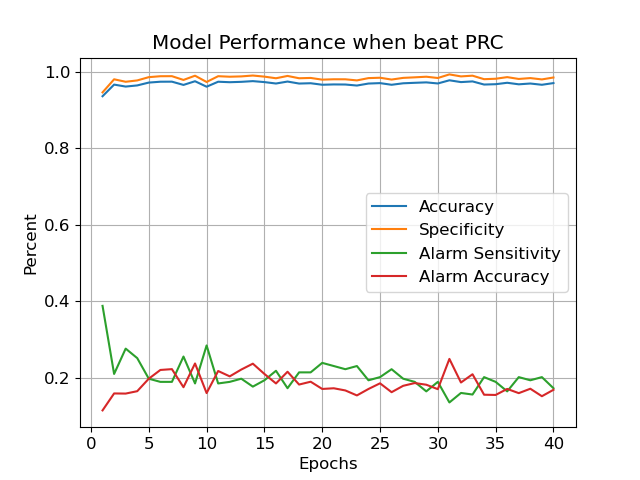 Model Performance when beat PRC
1.0
0.8
0.6
0.4
0.2
Percent
Accuracy
Specificity
Alarm Sensitivity
Alarm Accuracy
0 5 10 15 20 25 30 35 40
Epochs